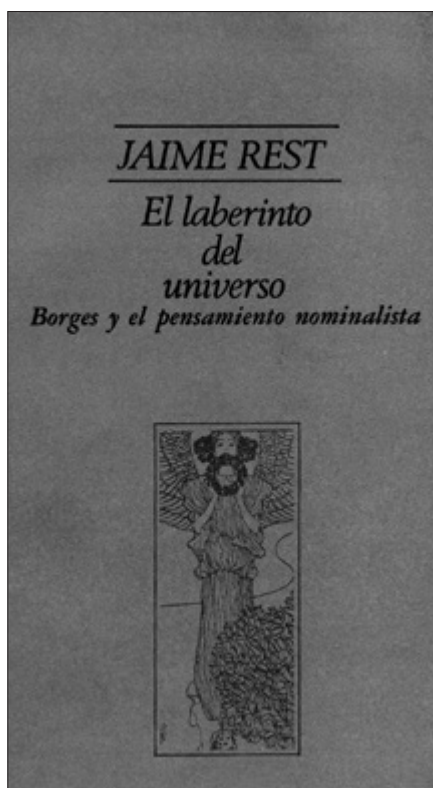 JAIME REST
El laberinto
del
universo
Borges y el pensamiento nominalista